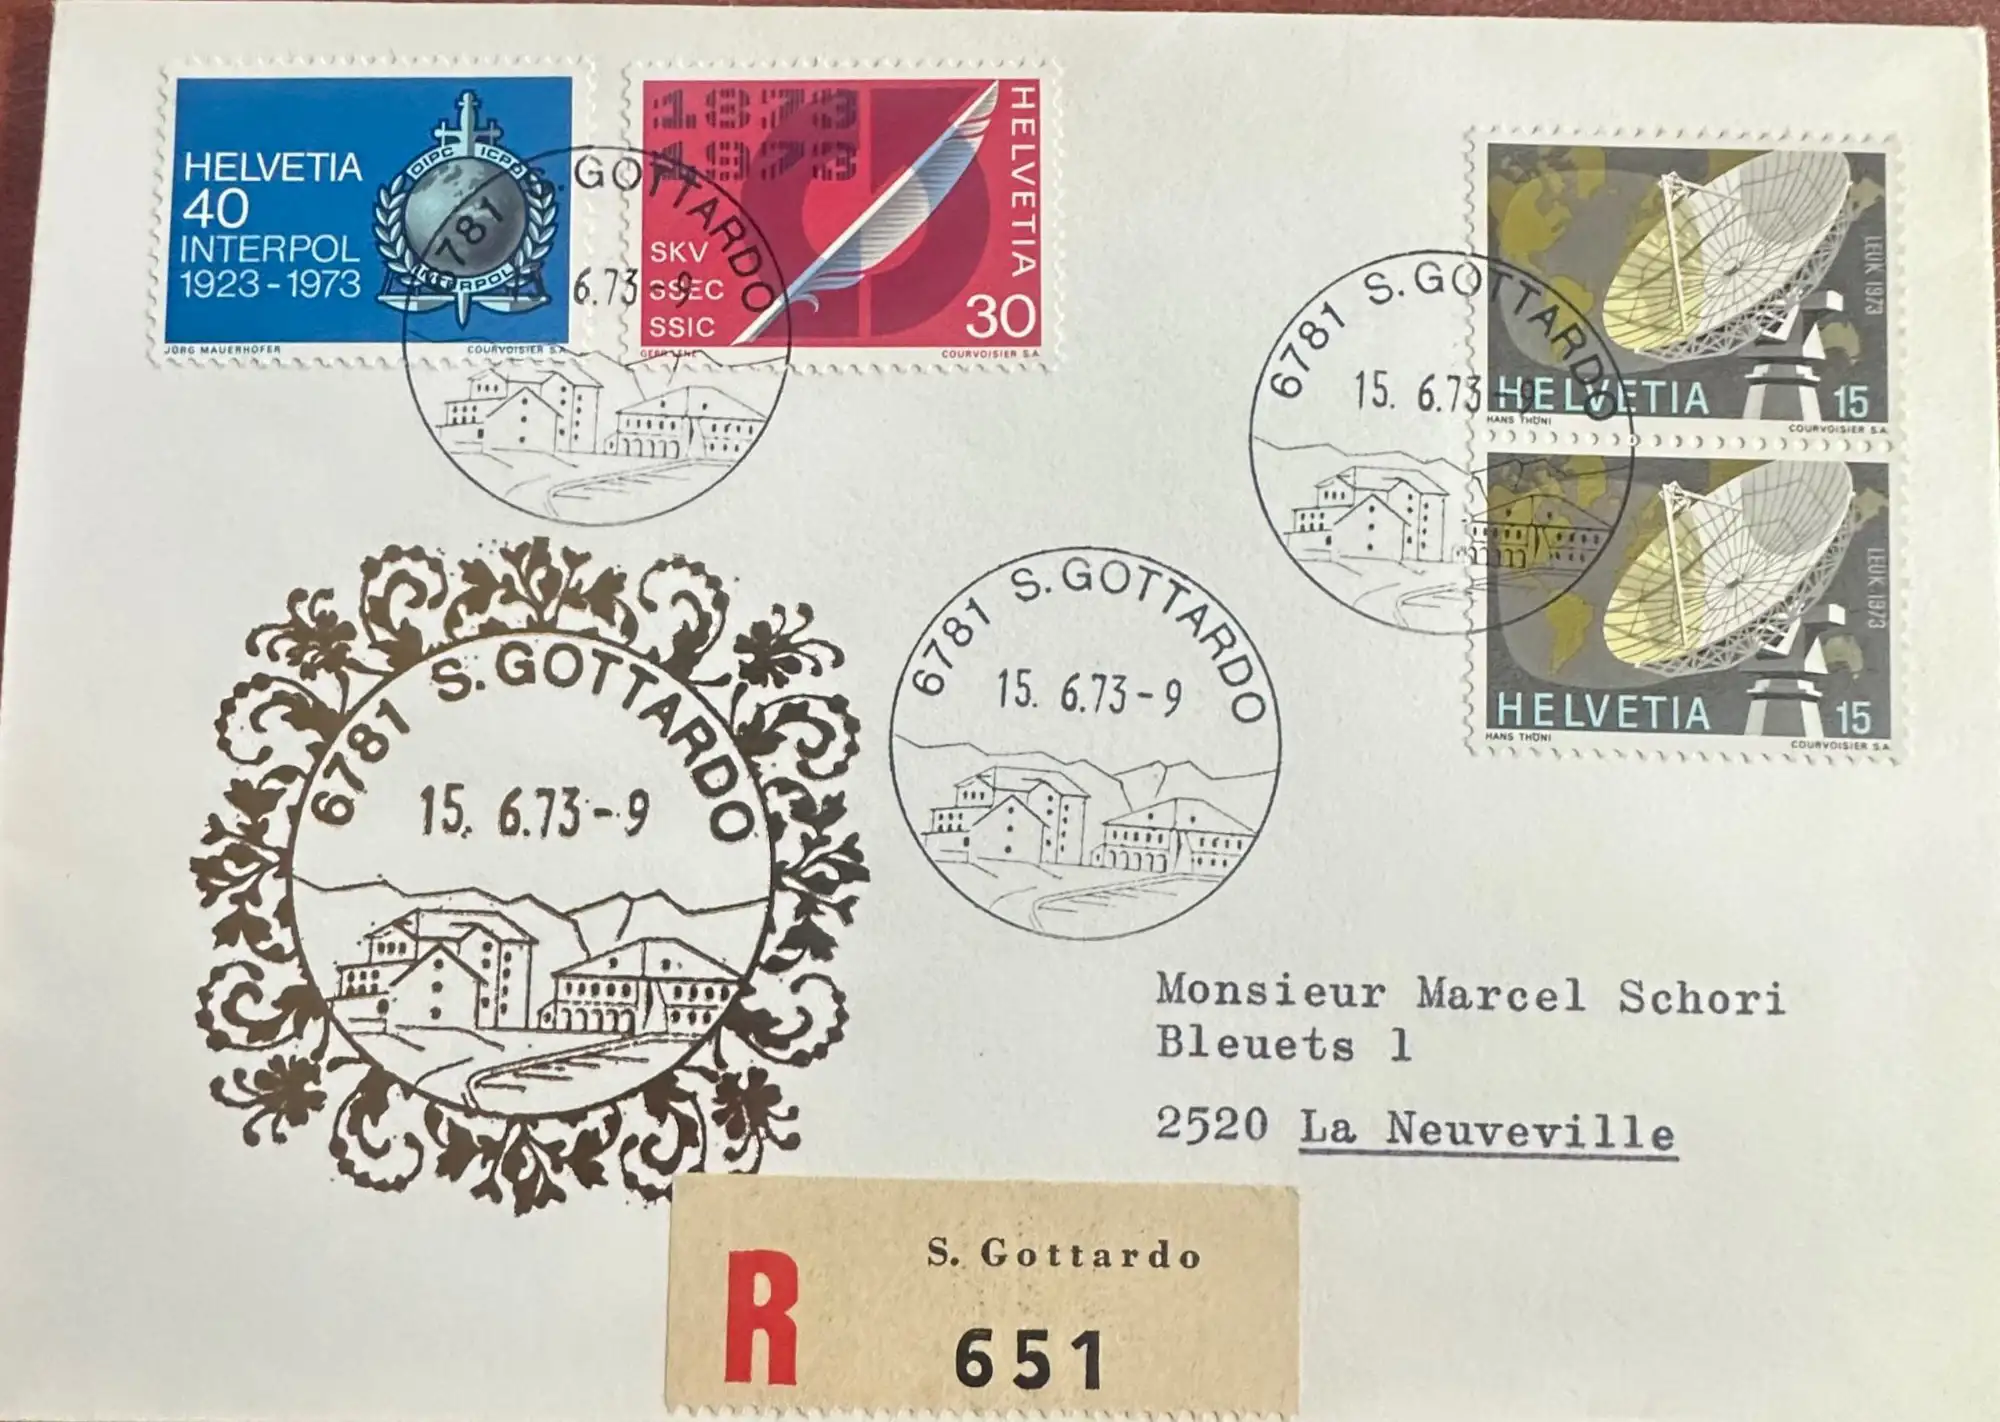 HELVETIA
40
INTERPOL
1923-1973
OIPC ICPO
INTERPOL
JÖRG MAUERHOFER
COURVOISIER S.A.
1873
1973
HELVETIA
SKV
SSEC
SSIC
30
COURVOISIER S.A.
6781 S. GOTTARDO
15. 6.73-9
LEUK 1973
HELVETIA
15
HANS THÖNI
COURVOISIER S.A.
6781 S. GOTTARDO
15. 6.73-9
LEUK 1973
HELVETIA
15
HANS THÖNI
COURVOISIER S.A.
6781 S. GOTTARDO
15. 6.73-9
6781 S. GOTTARDO
15. 6.73-9
Monsieur Marcel Schori
Bleuets 1
2520 La Neuveville
R
S. Gottardo
651